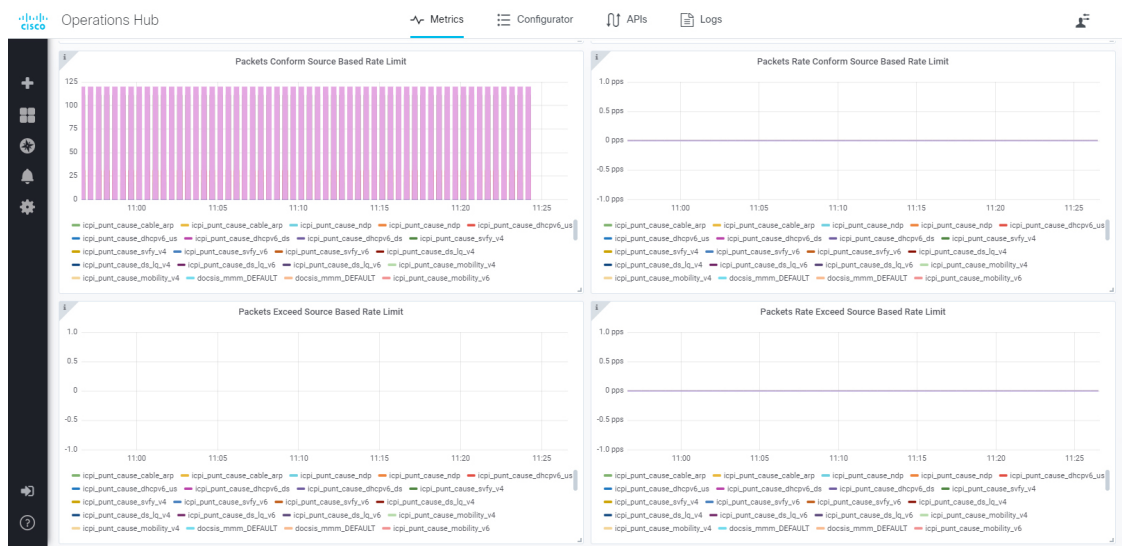 cisco Operations Hub Metrics Configurator APIs Logs
i Packets Conform Source Based Rate Limit
125
100
75
50
25
0
11:00 11:05 11:10 11:15 11:20 11:25
icpi_punt_cause_cable_arp icpi_punt_cause_cable_arp icpi_punt_cause_ndp icpi_punt_cause_ndp icpi_punt_cause_dhcpv6_us
icpi_punt_cause_dhcpv6_us icpi_punt_cause_dhcpv6_ds icpi_punt_cause_dhcpv6_ds icpi_punt_cause_svfy_v4
icpi_punt_cause_svfy_v4 icpi_punt_cause_svfy_v6 icpi_punt_cause_svfy_v6 icpi_punt_cause_ds_lq_v4
icpi_punt_cause_ds_lq_v4 icpi_punt_cause_ds_lq_v6 icpi_punt_cause_ds_lq_v6 icpi_punt_cause_mobility_v4
icpi_punt_cause_mobility_v4 docsis_mmm_DEFAULT docsis_mmm_DEFAULT icpi_punt_cause_mobility_v6
i Packets Rate Conform Source Based Rate Limit
1.0 pps
0.5 pps
0 pps
-0.5 pps
-1.0 pps
11:00 11:05 11:10 11:15 11:20 11:25
icpi_punt_cause_cable_arp icpi_punt_cause_cable_arp icpi_punt_cause_ndp icpi_punt_cause_ndp icpi_punt_cause_dhcpv6_us
icpi_punt_cause_dhcpv6_us icpi_punt_cause_dhcpv6_ds icpi_punt_cause_dhcpv6_ds icpi_punt_cause_svfy_v4
icpi_punt_cause_svfy_v4 icpi_punt_cause_svfy_v6 icpi_punt_cause_svfy_v6 icpi_punt_cause_ds_lq_v4
icpi_punt_cause_ds_lq_v4 icpi_punt_cause_ds_lq_v6 icpi_punt_cause_ds_lq_v6 icpi_punt_cause_mobility_v4
icpi_punt_cause_mobility_v4 docsis_mmm_DEFAULT docsis_mmm_DEFAULT icpi_punt_cause_mobility_v6
i Packets Exceed Source Based Rate Limit
1.0
0.5
0
-0.5
-1.0
11:00 11:05 11:10 11:15 11:20 11:25
icpi_punt_cause_cable_arp icpi_punt_cause_cable_arp icpi_punt_cause_ndp icpi_punt_cause_ndp icpi_punt_cause_dhcpv6_us
icpi_punt_cause_dhcpv6_us icpi_punt_cause_dhcpv6_ds icpi_punt_cause_dhcpv6_ds icpi_punt_cause_svfy_v4
icpi_punt_cause_svfy_v4 icpi_punt_cause_svfy_v6 icpi_punt_cause_svfy_v6 icpi_punt_cause_ds_lq_v4
icpi_punt_cause_ds_lq_v4 icpi_punt_cause_ds_lq_v6 icpi_punt_cause_ds_lq_v6 icpi_punt_cause_mobility_v4
icpi_punt_cause_mobility_v4 docsis_mmm_DEFAULT docsis_mmm_DEFAULT icpi_punt_cause_mobility_v6
i Packets Rate Exceed Source Based Rate Limit
1.0 pps
0.5 pps
0 pps
-0.5 pps
-1.0 pps
11:00 11:05 11:10 11:15 11:20 11:25
icpi_punt_cause_cable_arp icpi_punt_cause_cable_arp icpi_punt_cause_ndp icpi_punt_cause_ndp icpi_punt_cause_dhcpv6_us
icpi_punt_cause_dhcpv6_us icpi_punt_cause_dhcpv6_ds icpi_punt_cause_dhcpv6_ds icpi_punt_cause_svfy_v4
icpi_punt_cause_svfy_v4 icpi_punt_cause_svfy_v6 icpi_punt_cause_svfy_v6 icpi_punt_cause_ds_lq_v4
icpi_punt_cause_ds_lq_v4 icpi_punt_cause_ds_lq_v6 icpi_punt_cause_ds_lq_v6 icpi_punt_cause_mobility_v4
icpi_punt_cause_mobility_v4 docsis_mmm_DEFAULT docsis_mmm_DEFAULT icpi_punt_cause_mobility_v6